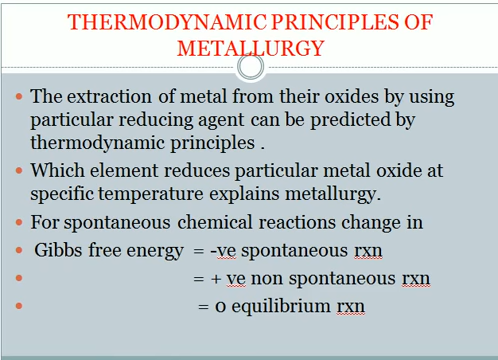 THERMODYNAMIC PRINCIPLES OF
METALLURGY
• The extraction of metal from their oxides by using
particular reducing agent can be predicted by
thermodynamic principles .
• Which element reduces particular metal oxide at
specific temperature explains metallurgy.
• For spontaneous chemical reactions change in
• Gibbs free energy = -ve spontaneous rxn
• = + ve non spontaneous rxn
• = 0 equilibrium rxn